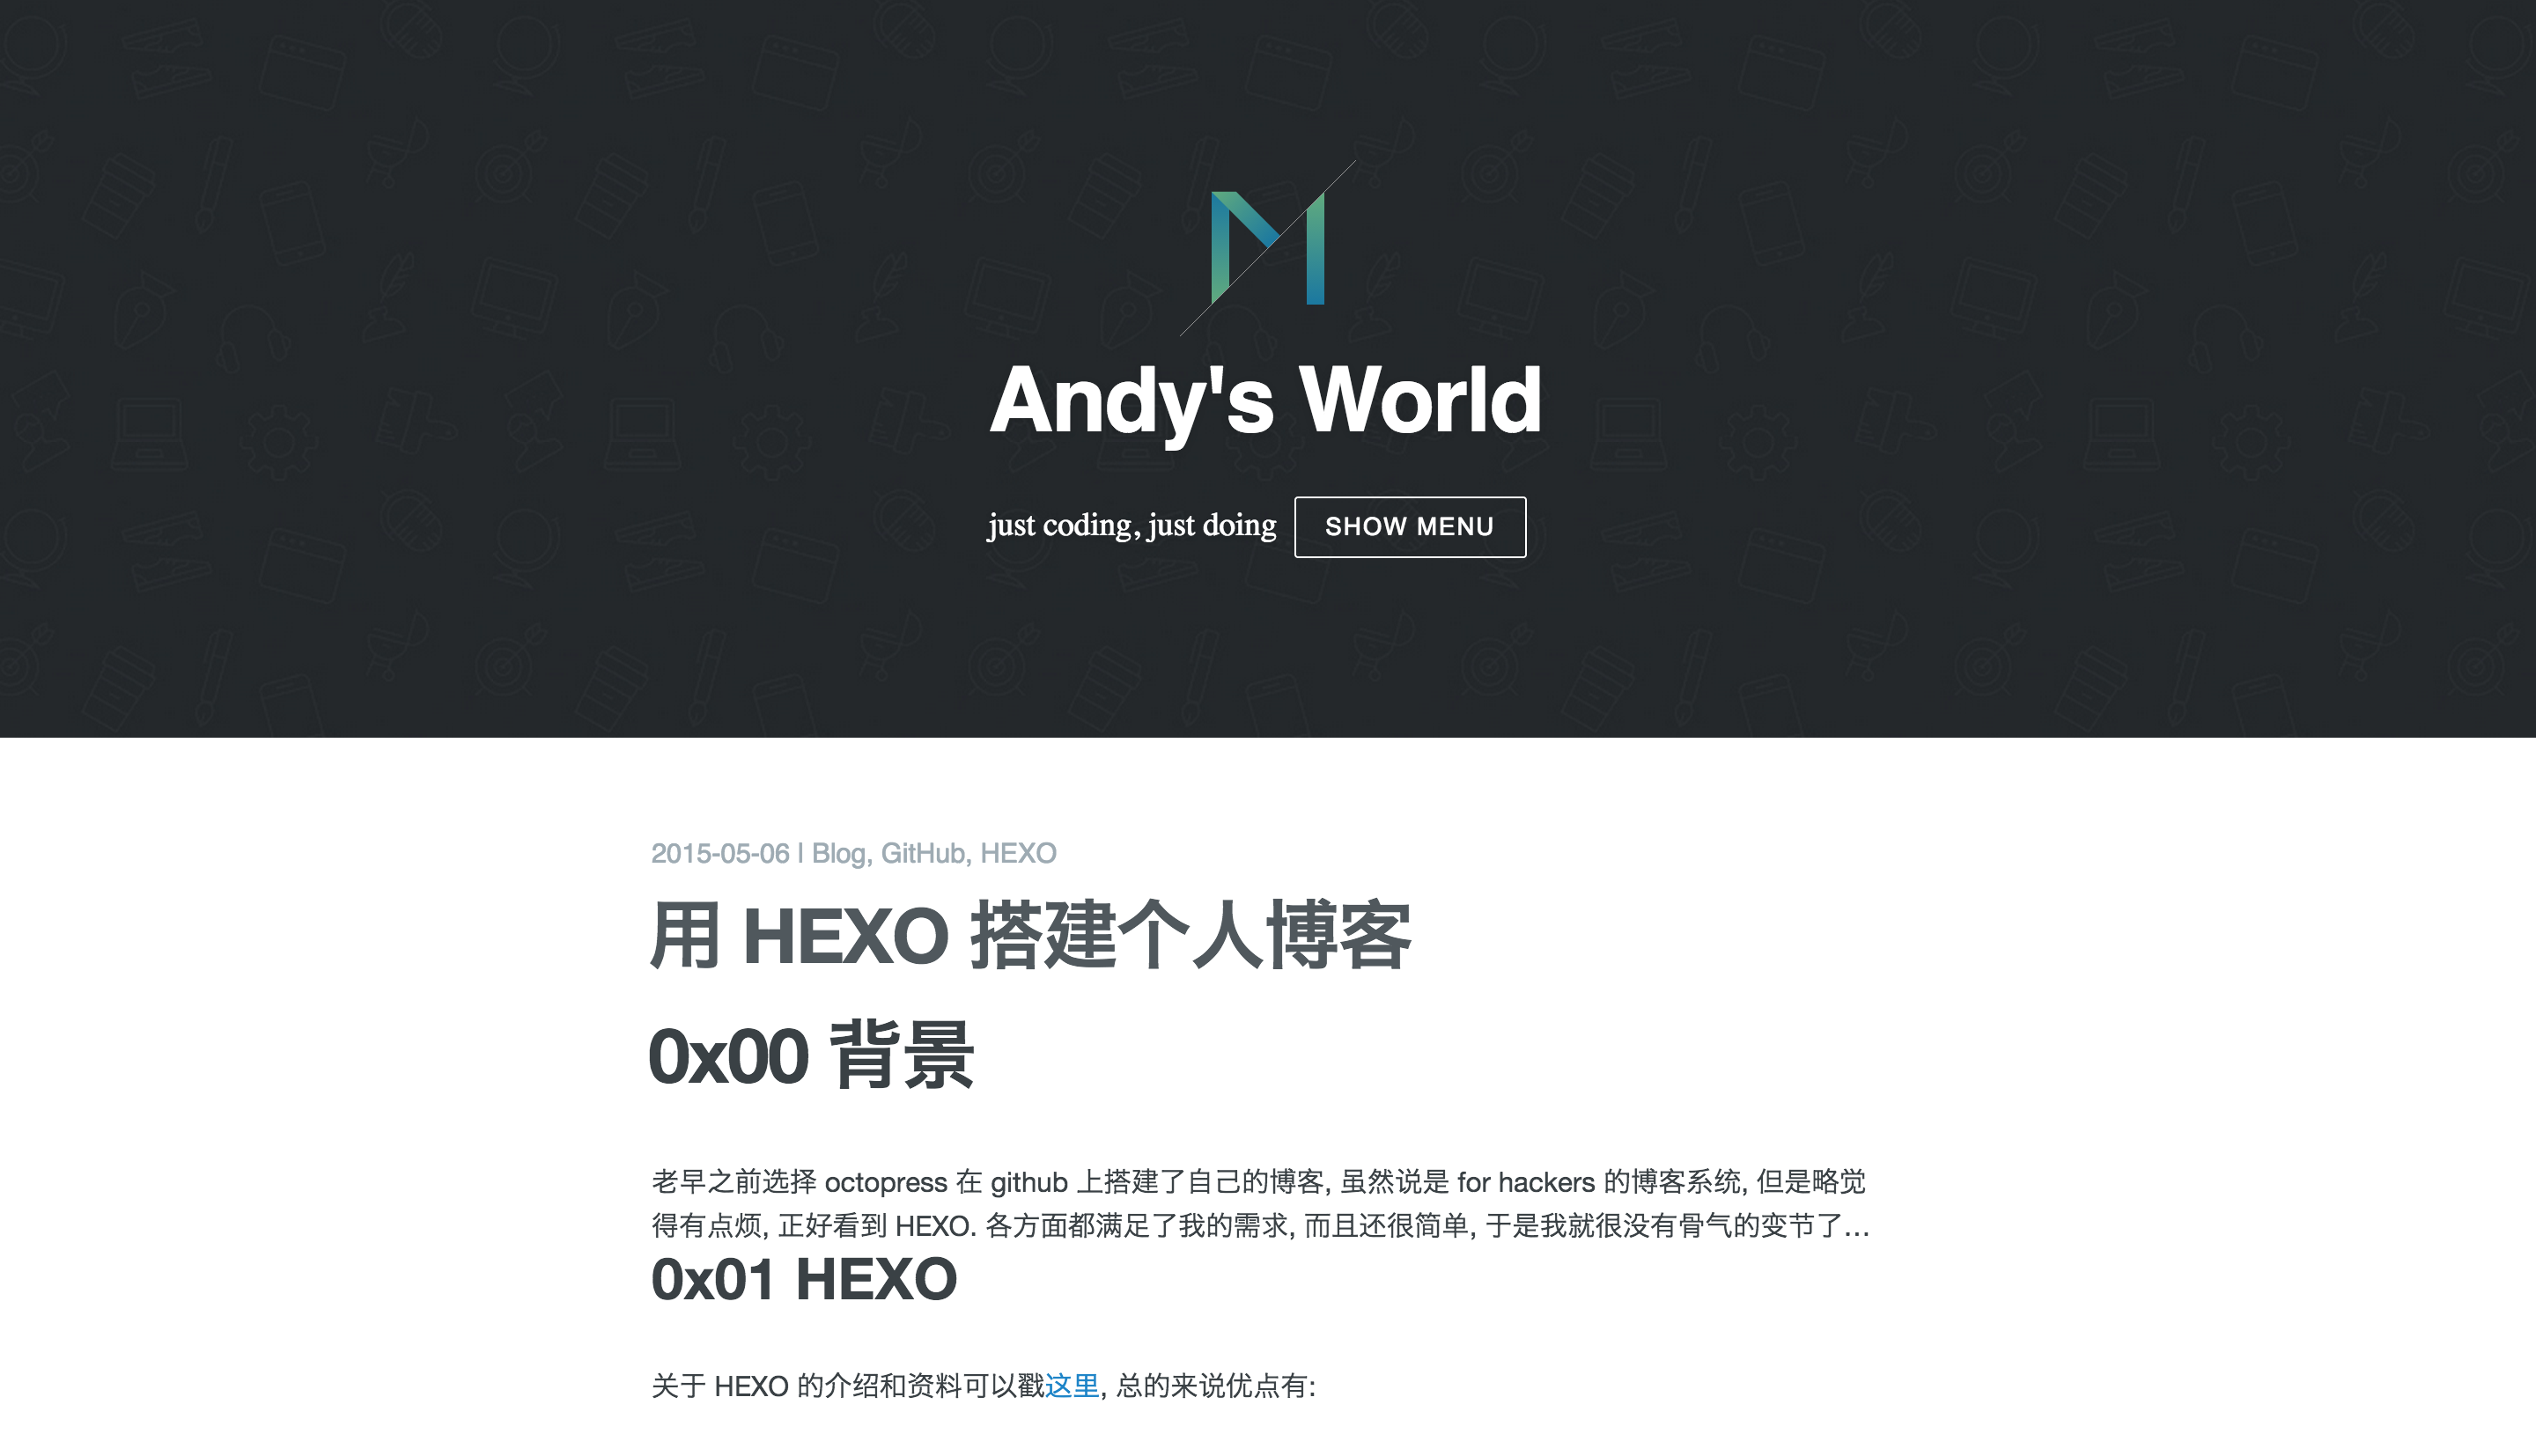 Andy's World
just coding, just doing SHOW MENU
2015-05-06 | Blog, GitHub, HEXO
用 HEXO 搭建个人博客
0x00 背景
老早之前选择 octopress 在 github 上搭建了自己的博客, 虽然说是 for hackers 的博客系统, 但是略觉
得有点烦, 正好看到 HEXO. 各方面都满足了我的需求, 而且还很简单, 于是我就很没有骨气的变节了…
0x01 HEXO
关于 HEXO 的介绍和资料可以戳这里, 总的来说优点有: